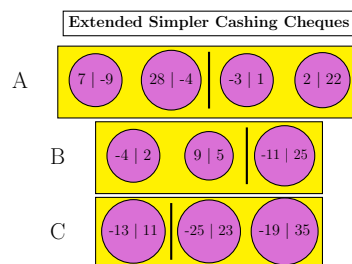 Extended Simpler Cashing Cheques
A 7 | -9 28 | -4 -3 | 1 2 | 22
B -4 | 2 9 | 5 -11 | 25
C -13 | 11 -25 | 23 -19 | 35